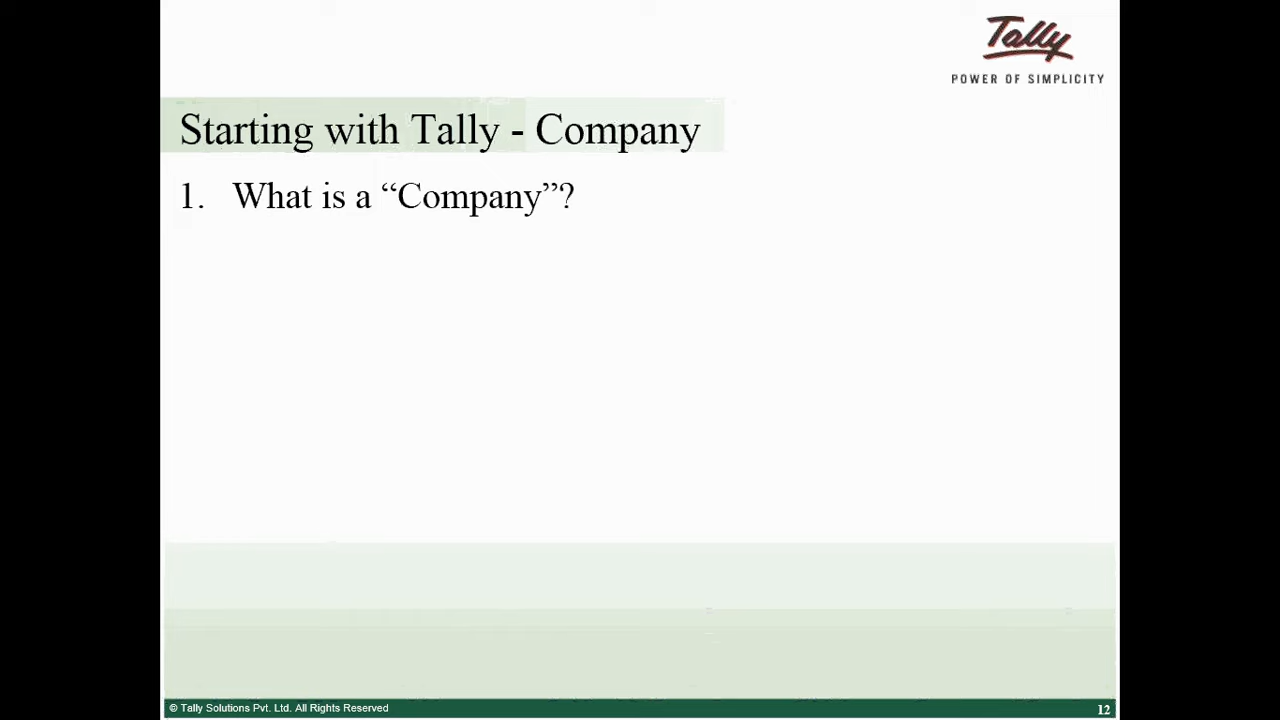 Tally
POWER OF SIMPLICITY
Starting with Tally - Company
1. What is a “Company”?
© Tally Solutions Pvt. Ltd. All Rights Reserved
12